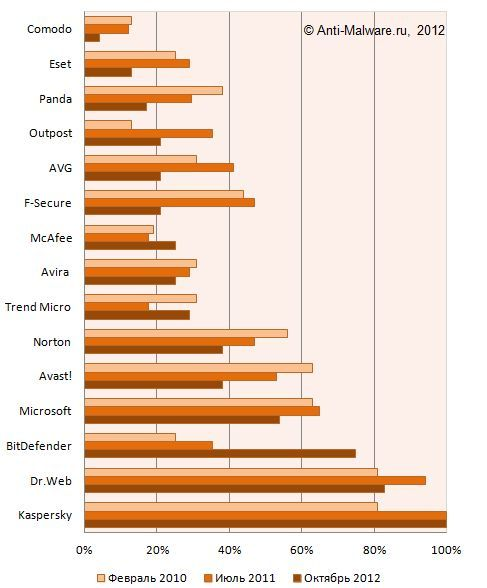 © Anti-Malware.ru, 2012
Comodo
Eset
Panda
Outpost
AVG
F-Secure
McAfee
Avira
Trend Micro
Norton
Avast!
Microsoft
BitDefender
Dr.Web
Kaspersky
0% 20% 40% 60% 80% 100%
Февраль 2010 Июль 2011 Октябрь 2012